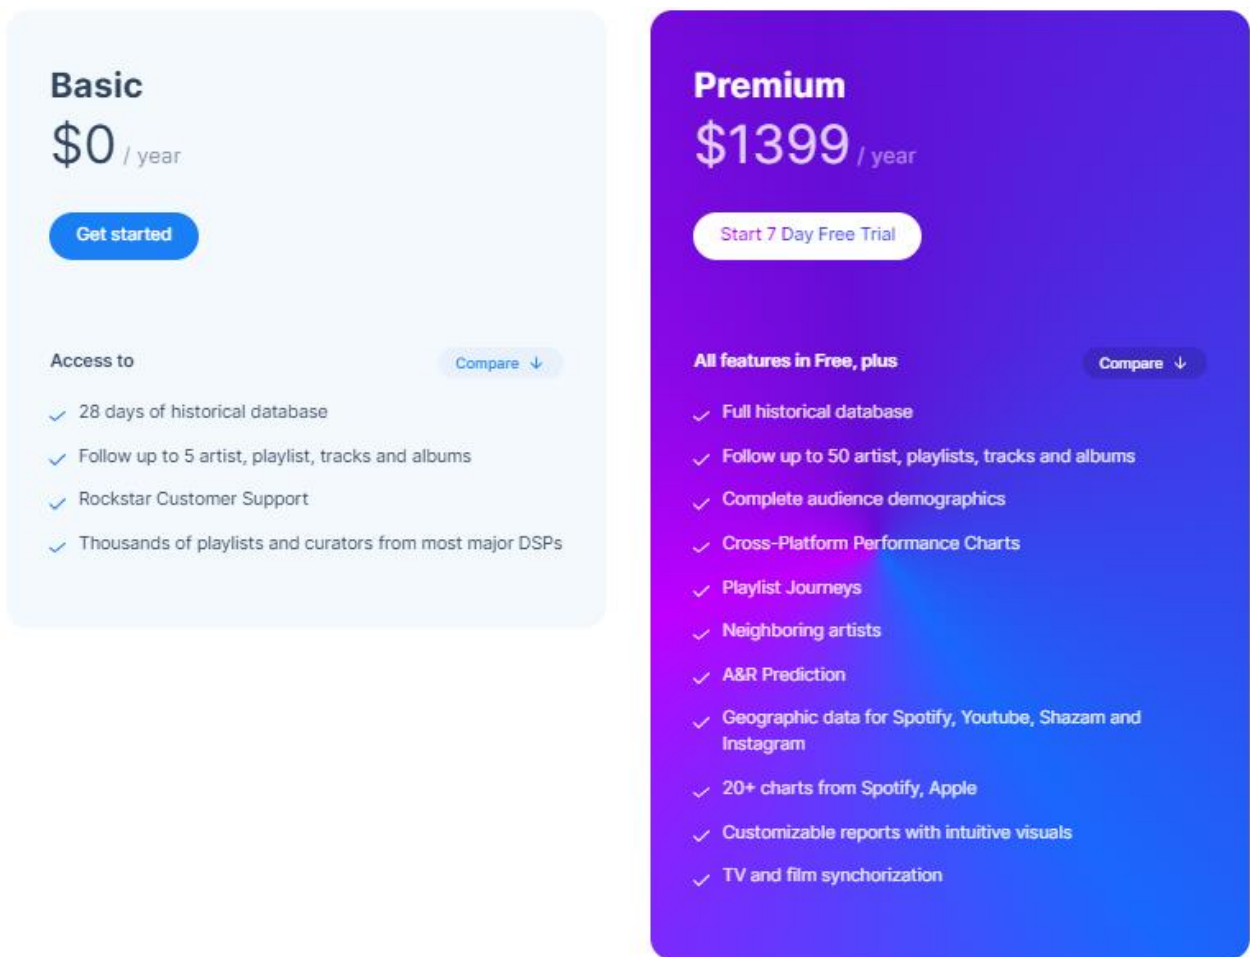 Basic
$0 / year
Get started
Access to
Compare ↓
28 days of historical database
Follow up to 5 artist, playlist, tracks and albums
Rockstar Customer Support
Thousands of playlists and curators from most major DSPs
Premium
$1399 / year
Start 7 Day Free Trial
All features in Free, plus
Compare ↓
Full historical database
Follow up to 50 artist, playlists, tracks and albums
Complete audience demographics
Cross-Platform Performance Charts
Playlist Journeys
Neighboring artists
A&R Prediction
Geographic data for Spotify, Youtube, Shazam and
Instagram
20+ charts from Spotify, Apple
Customizable reports with intuitive visuals
TV and film synchorization